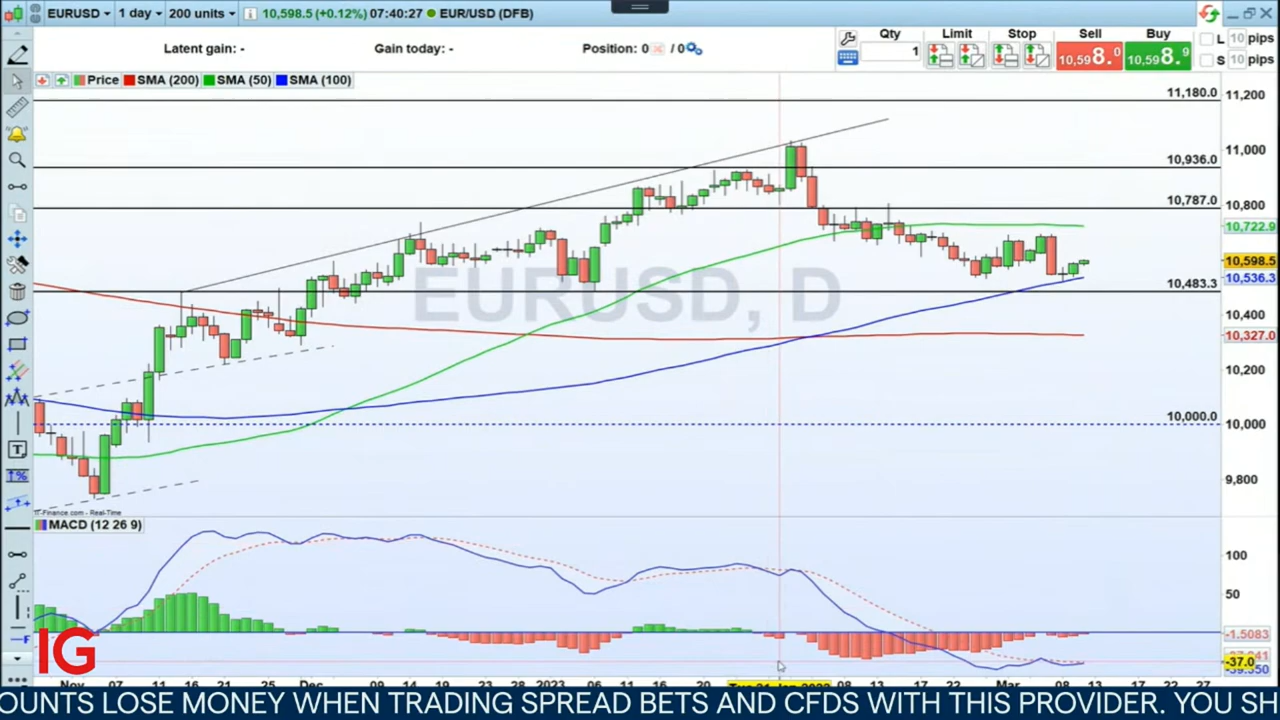 EURUSD 1 day 200 units 10,598.5 (+0.12%) 07:40:27 EUR/USD (DFB)
Latent gain: - Gain today: - Position: 0 / 0 Qty 1 Limit Stop Sell Buy
L 10 pips
S 10 pips
10,598.0 10,598.9
Price SMA (200) SMA (50) SMA (100)
11,180.0
11,200
11,000
10,936.0
10,787.0
10,800
10,722.9
10,598.5
10,536.3
10,483.3
EURUSD, D
10,400
10,327.0
10,200
10,000.0
10,000
9,800
IT-Finance.com - Real-Time
MACD (12 26 9)
100
50
-1.5083
-37.0
IG
Nov 07 11 16 22 25 Dec 09 14 19 2023 06 11 16 20 08 13 17 22 Mar 08 13 17 22 27
OUNTS LOSE MONEY WHEN TRADING SPREAD BETS AND CFDS WITH THIS PROVIDER. YOU SH